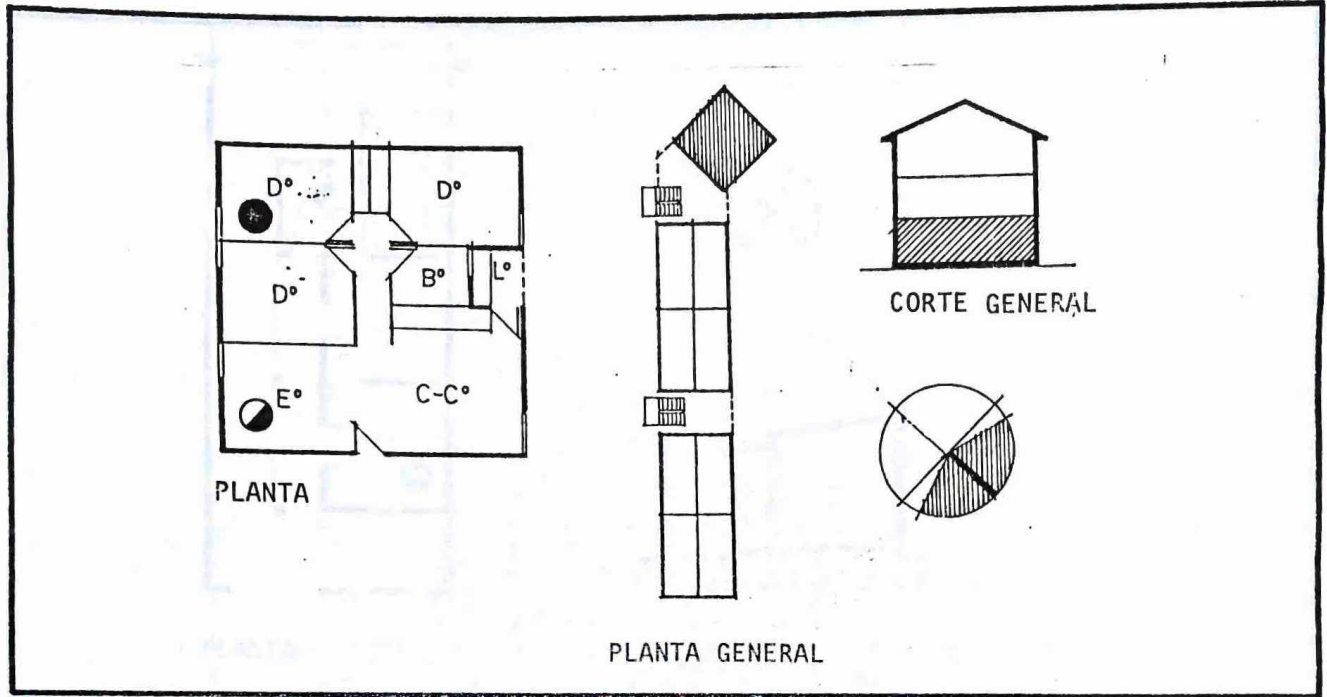 D°
D°
D°
B°
L°
E°
C-C°
PLANTA
PLANTA GENERAL
CORTE GENERAL